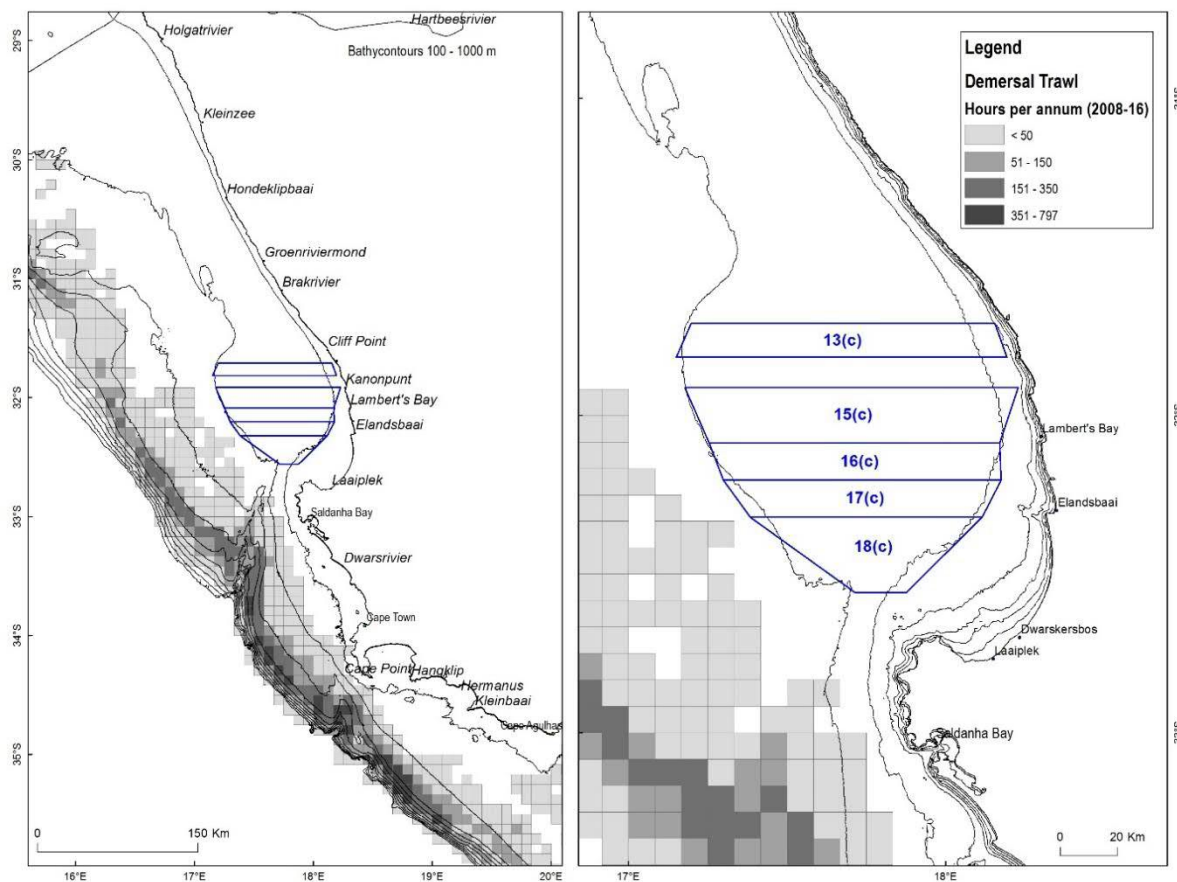 Hartbeesrivier
Holgatrivier
Bathycontours 100 - 1000 m
Kleinzee
Hondeklipbaai
Groenriviermond
Brakrivier
Cliff Point
Kanonpunt
Lambert's Bay
Elandsbaai
Laaiplek
Saldanha Bay
Dwarsrivier
Cape Town
Cape Point
Hangklip
Hermanus
Kleinbaai
Cape Agulhas
29°S
30°S
31°S
32°S
33°S
34°S
35°S
0 150 Km
16°E 17°E 18°E 19°E 20°E
Legend
Demersal Trawl
Hours per annum (2008-16)
< 50
51 - 150
151 - 350
351 - 797
13(c)
15(c)
16(c)
17(c)
18(c)
Lambert's Bay
Elandsbaai
Dwarskersbos
Laaiplek
Saldanha Bay
0 20 Km
17°E 18°E